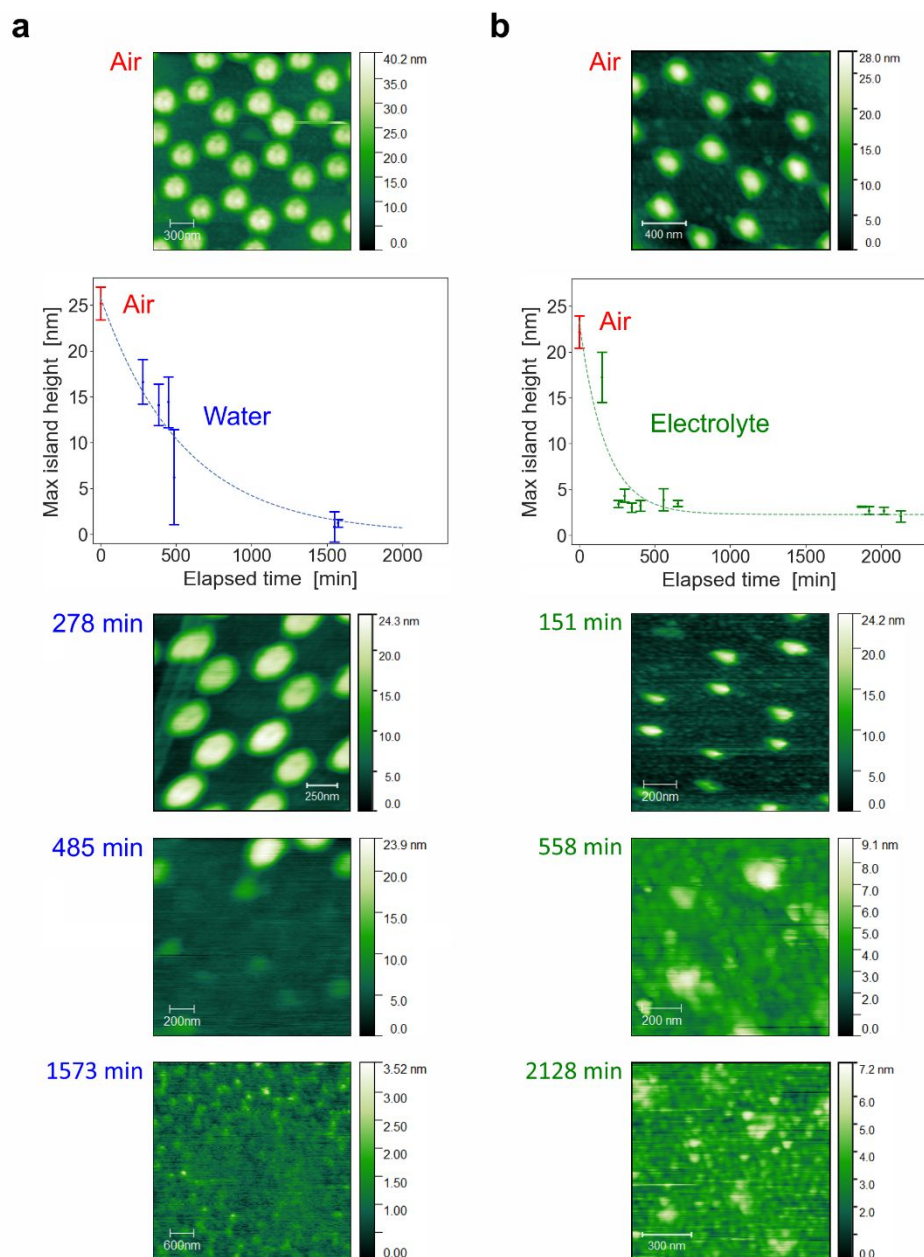 a
Air
40.2 nm
35.0
30.0
25.0
20.0
15.0
10.0
5.0
0.0
300nm
Max island height [nm]
25
20
15
10
5
0
Air
Water
0 500 1000 1500 2000
Elapsed time [min]
278 min
24.3 nm
20.0
15.0
10.0
5.0
0.0
250nm
485 min
23.9 nm
20.0
15.0
10.0
5.0
0.0
200nm
1573 min
3.52 nm
3.00
2.50
2.00
1.50
1.00
0.50
0.00
600nm
b
Air
28.0 nm
25.0
20.0
15.0
10.0
5.0
0.0
400 nm
Max island height [nm]
25
20
15
10
5
0
Air
Electrolyte
0 500 1000 1500 2000
Elapsed time [min]
151 min
24.2 nm
20.0
15.0
10.0
5.0
0.0
200nm
558 min
9.1 nm
8.0
7.0
6.0
5.0
4.0
3.0
2.0
1.0
0.0
200 nm
2128 min
7.2 nm
6.0
5.0
4.0
3.0
2.0
1.0
0.0
300 nm